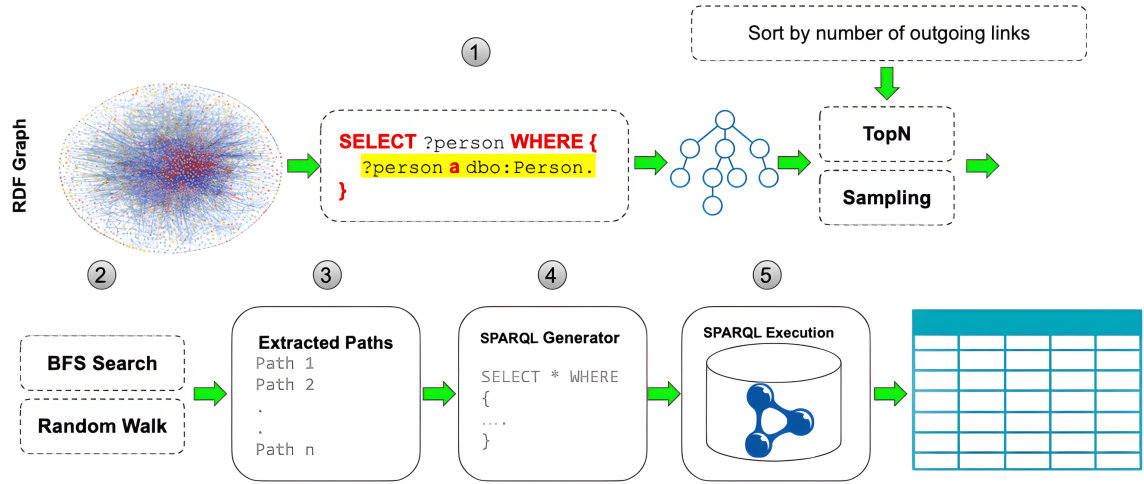 1
Sort by number of outgoing links
RDF Graph
SELECT ?person WHERE {
?person a dbo:Person.
}
TopN
Sampling
2
3
4
5
BFS Search
Random Walk
Extracted Paths
Path 1
Path 2
.
.
Path n
SPARQL Generator
SELECT * WHERE
{
....
}
SPARQL Execution